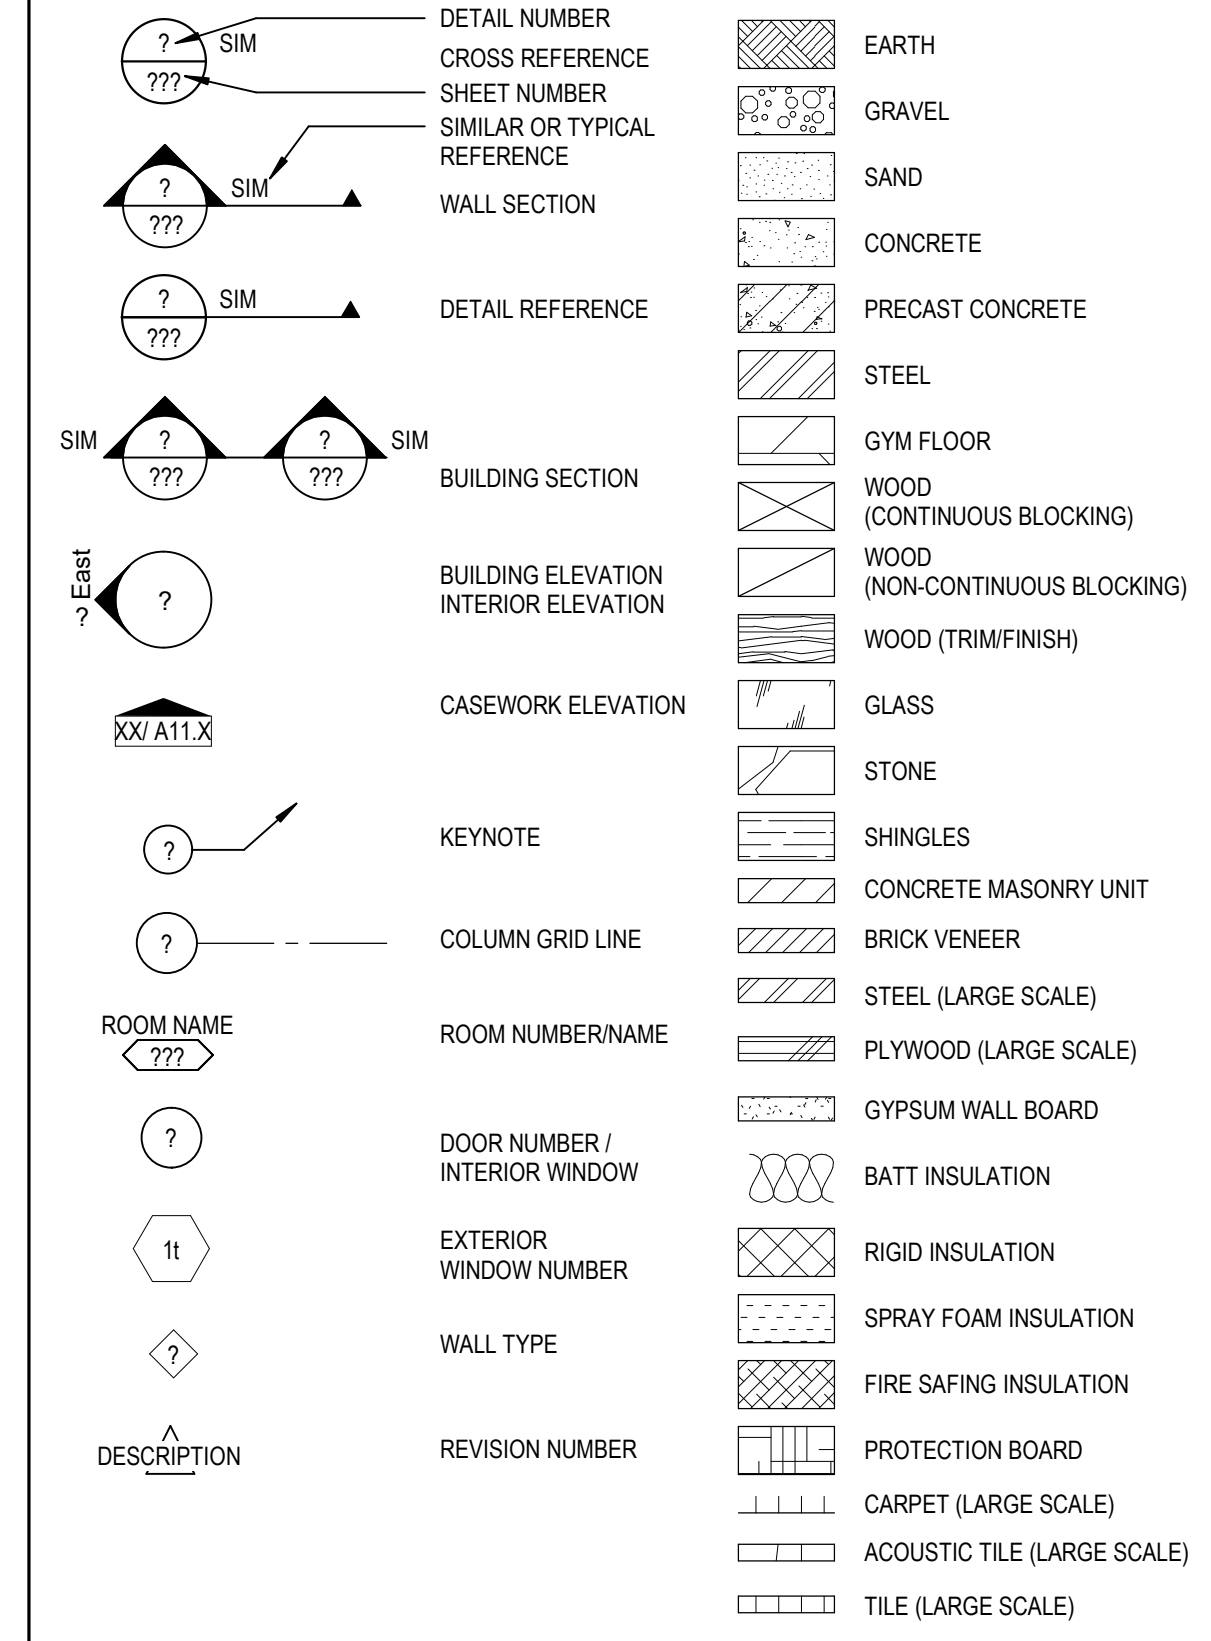 ?
SIM
???
DETAIL NUMBER
CROSS REFERENCE
SHEET NUMBER
SIMILAR OR TYPICAL
REFERENCE
?
SIM
???
WALL SECTION
?
SIM
???
DETAIL REFERENCE
SIM
?
???
?
???
SIM
BUILDING SECTION
? East
?
BUILDING ELEVATION
INTERIOR ELEVATION
XX/ A11.X
CASEWORK ELEVATION
?
KEYNOTE
?
COLUMN GRID LINE
ROOM NAME
???
ROOM NUMBER/NAME
?
DOOR NUMBER /
INTERIOR WINDOW
1t
EXTERIOR
WINDOW NUMBER
?
WALL TYPE
DESCRIPTION
REVISION NUMBER
EARTH
GRAVEL
SAND
CONCRETE
PRECAST CONCRETE
STEEL
GYM FLOOR
WOOD
(CONTINUOUS BLOCKING)
WOOD
(NON-CONTINUOUS BLOCKING)
WOOD (TRIM/FINISH)
GLASS
STONE
SHINGLES
CONCRETE MASONRY UNIT
BRICK VENEER
STEEL (LARGE SCALE)
PLYWOOD (LARGE SCALE)
GYPSUM WALL BOARD
BATT INSULATION
RIGID INSULATION
SPRAY FOAM INSULATION
FIRE SAFING INSULATION
PROTECTION BOARD
CARPET (LARGE SCALE)
ACOUSTIC TILE (LARGE SCALE)
TILE (LARGE SCALE)